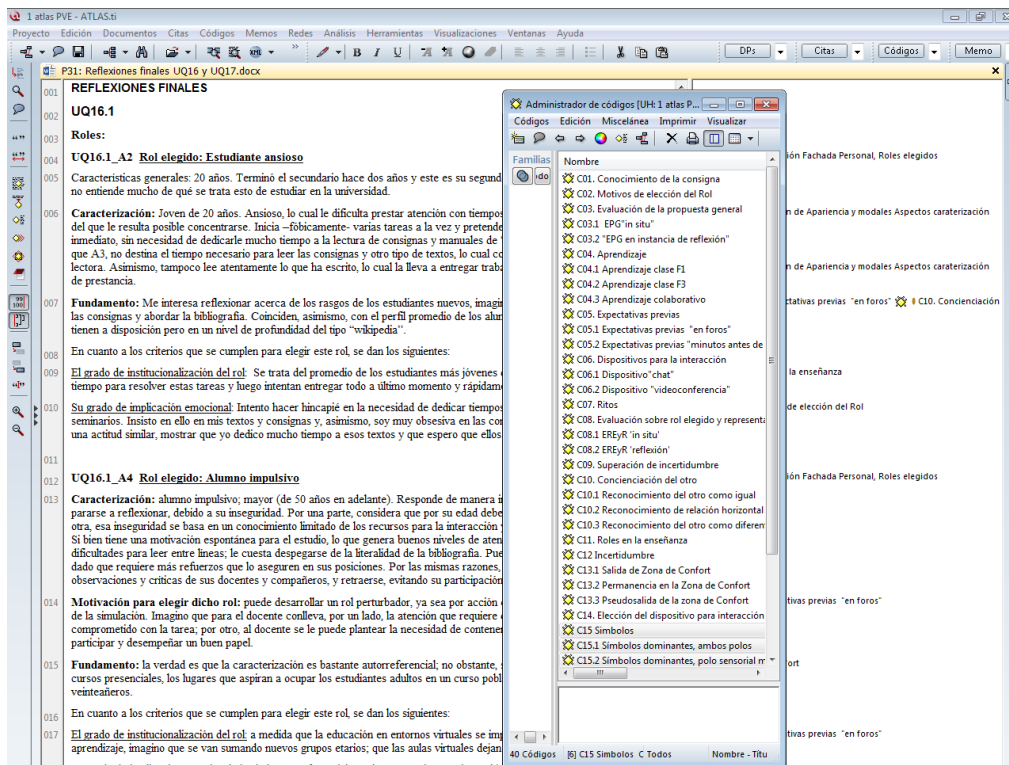 1 atlas PVE - ATLAS.ti
Proyecto Edición Documentos Citas Códigos Memos Redes Análisis Herramientas Visualizaciones Ventanas Ayuda
DPs Citas Códigos Memo
P31: Reflexiones finales UQ16 y UQ17.docx
001 REFLEXIONES FINALES
002 UQ16.1
003 Roles:
004 UQ16.1_A2 Rol elegido: Estudiante ansioso
005 Características generales: 20 años. Terminó el secundario hace dos años y este es su segund
no entiende mucho de qué se trata esto de estudiar en la universidad.
006 Caracterización: Joven de 20 años. Ansioso, lo cual le dificulta prestar atención con tiempos
del que le resulta posible concentrarse. Inicia –fóbicamente- varias tareas a la vez y pretende
inmediato, sin necesidad de dedicarle mucho tiempo a la lectura de consignas y manuales de
que A3, no destina el tiempo necesario para leer las consignas y otro tipo de textos, lo cual co
lectora. Asimismo, tampoco lee atentamente lo que ha escrito, lo cual la lleva a entregar traba
de prestancia.
007 Fundamento: Me interesa reflexionar acerca de los rasgos de los estudiantes nuevos, imagin
las consignas y abordar la bibliografía. Coinciden, asimismo, con el perfil promedio de los alum
tienen a disposición pero en un nivel de profundidad del tipo “wikipedia”.
008 En cuanto a los criterios que se cumplen para elegir este rol, se dan los siguientes:
009 El grado de institucionalización del rol: Se trata del promedio de los estudiantes más jóvenes
tiempo para resolver estas tareas y luego intentan entregar todo a último momento y rápidame
010 Su grado de implicación emocional: Intento hacer hincapié en la necesidad de dedicar tiempos
seminarios. Insisto en ello en mis textos y consignas y, asimismo, soy muy obsesiva en las con
una actitud similar, mostrar que yo dedico mucho tiempo a esos textos y que espero que ellos
011
012 UQ16.1_A4 Rol elegido: Alumno impulsivo
013 Caracterización: alumno impulsivo; mayor (de 50 años en adelante). Responde de manera i
pararse a reflexionar, debido a su inseguridad. Por una parte, considera que por su edad debe
otra, esa inseguridad se basa en un conocimiento limitado de los recursos para la interacción
Si bien tiene una motivación espontánea para el estudio, lo que genera buenos niveles de aten
dificultades para leer entre líneas; le cuesta despegarse de la literalidad de la bibliografía. Pue
dado que requiere más refuerzos que lo aseguren en sus posiciones. Por las mismas razones,
observaciones y críticas de sus docentes y compañeros, y retraerse, evitando su participación
014 Motivación para elegir dicho rol: puede desarrollar un rol perturbador, ya sea por acción
de la simulación. Imagino que para el docente conlleva, por un lado, la atención que requiere
comprometido con la tarea; por otro, al docente se le puede plantear la necesidad de contener
participar y desempeñar un buen papel.
015 Fundamento: la verdad es que la caracterización es bastante autorreferencial; no obstante,
cursos presenciales, los lugares que aspiran a ocupar los estudiantes adultos en un curso pobl
veinteañeros.
016 En cuanto a los criterios que se cumplen para elegir este rol, se dan los siguientes:
017 El grado de institucionalización del rol: a medida que la educación en entornos virtuales se imp
aprendizaje, imagino que se van sumando nuevos grupos etarios; que las aulas virtuales dejan
Administrador de códigos [UH: 1 atlas P...
Códigos Edición Miscelánea Imprimir Visualizar
Familias
Nombre
C01. Conocimiento de la consigna
C02. Motivos de elección del Rol
C03. Evaluación de la propuesta general
C03.1 EPG"in situ"
C03.2 "EPG en instancia de reflexión"
C04. Aprendizaje
C04.1 Aprendizaje clase F1
C04.2 Aprendizaje clase F3
C04.3 Aprendizaje colaborativo
C05. Expectativas previas
C05.1 Expectativas previas "en foros"
C05.2 Expectativas previas "minutos antes de
C06. Dispositivos para la interacción
C06.1 Dispositivo"chat"
C06.2 Dispositivo "videoconferencia"
C07. Ritos
C08. Evaluación sobre rol elegido y representa
C08.1 EREyR 'in situ'
C08.2 EREyR 'reflexión'
C09. Superación de incertidumbre
C10. Concienciación del otro
C10.1 Reconocimiento del otro como igual
C10.2 Reconocimiento de relación horizontal
C10.3 Reconocimiento del otro como diferen
C11. Roles en la enseñanza
C12 Incertidumbre
C13.1 Salida de Zona de Confort
C13.2 Permanencia en la Zona de Confort
C13.3 Pseudosalida de la zona de Confort
C14. Elección del dispositivo para interacción
C15 Simbolos
C15.1 Símbolos dominantes, ambos polos
C15.2 Símbolos dominantes, polo sensorial m
40 Códigos [6] C15 Simbolos C Todos Nombre - Títu
ión Fachada Personal, Roles elegidos
n de Apariencia y modales Aspectos caraterización
n de Apariencia y modales Aspectos caraterización
ctativas previas "en foros" C10. Concienciación
la enseñanza
de elección del Rol
ión Fachada Personal, Roles elegidos
tivas previas "en foros"
ort
tivas previas "en foros"